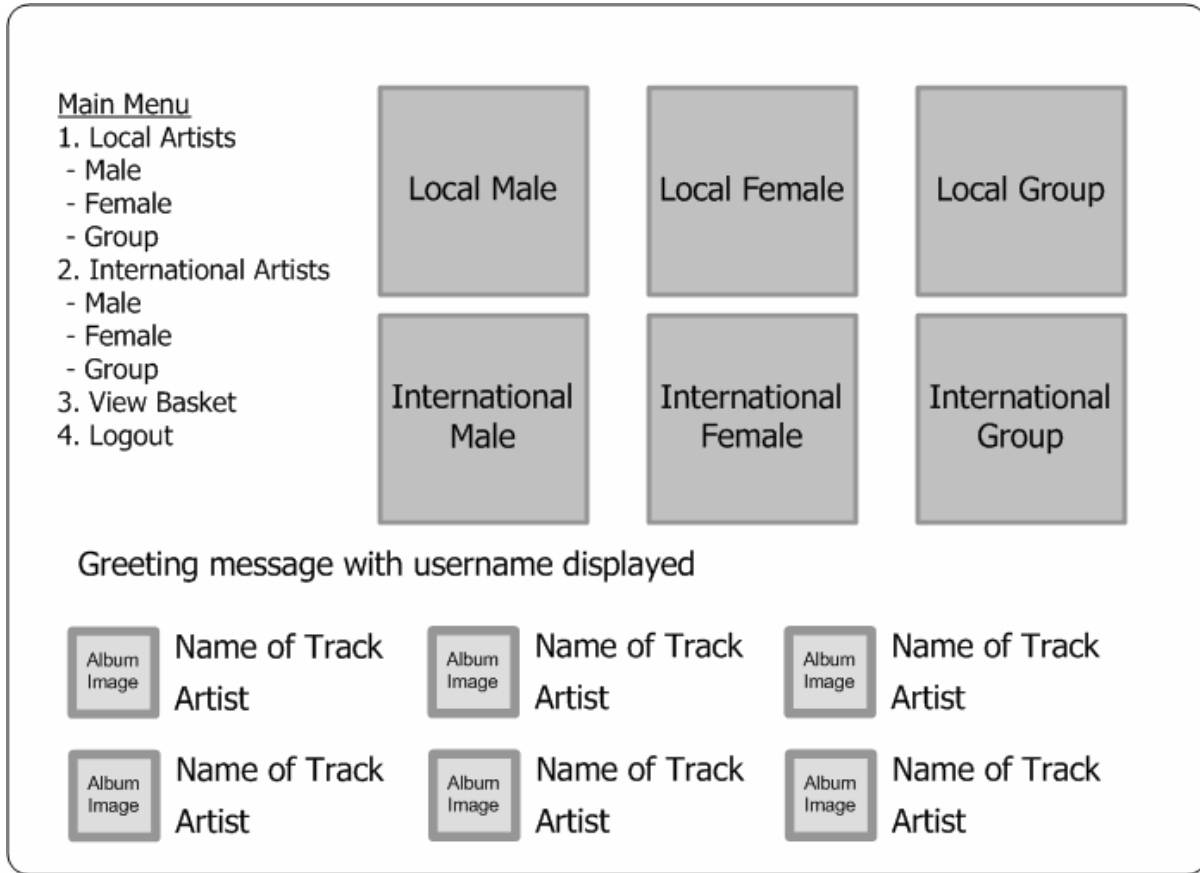 Main Menu
1. Local Artists
- Male
- Female
- Group
2. International Artists
- Male
- Female
- Group
3. View Basket
4. Logout
Local Male
Local Female
Local Group
International
Male
International
Female
International
Group
Greeting message with username displayed
Album
Image
Name of Track
Artist
Album
Image
Name of Track
Artist
Album
Image
Name of Track
Artist
Album
Image
Name of Track
Artist
Album
Image
Name of Track
Artist
Album
Image
Name of Track
Artist